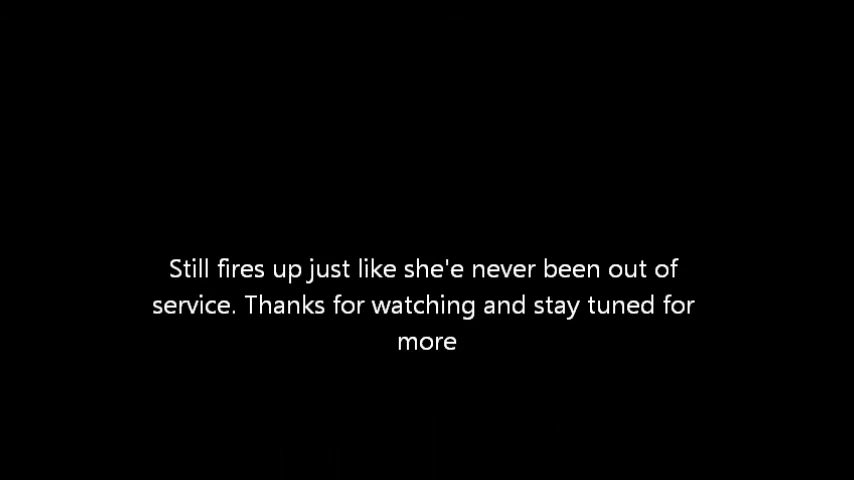 Still fires up just like she'e never been out of
service. Thanks for watching and stay tuned for
more